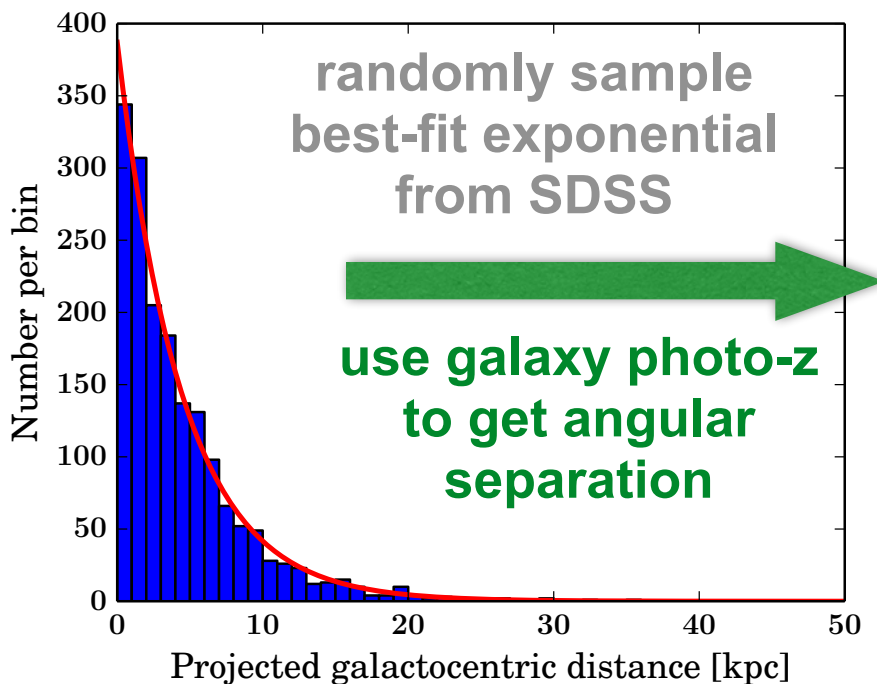 400
350
300
250
200
150
100
50
0
Number per bin
randomly sample
best-fit exponential
from SDSS
use galaxy photo-z
to get angular
separation
0 10 20 30 40 50
Projected galactocentric distance [kpc]